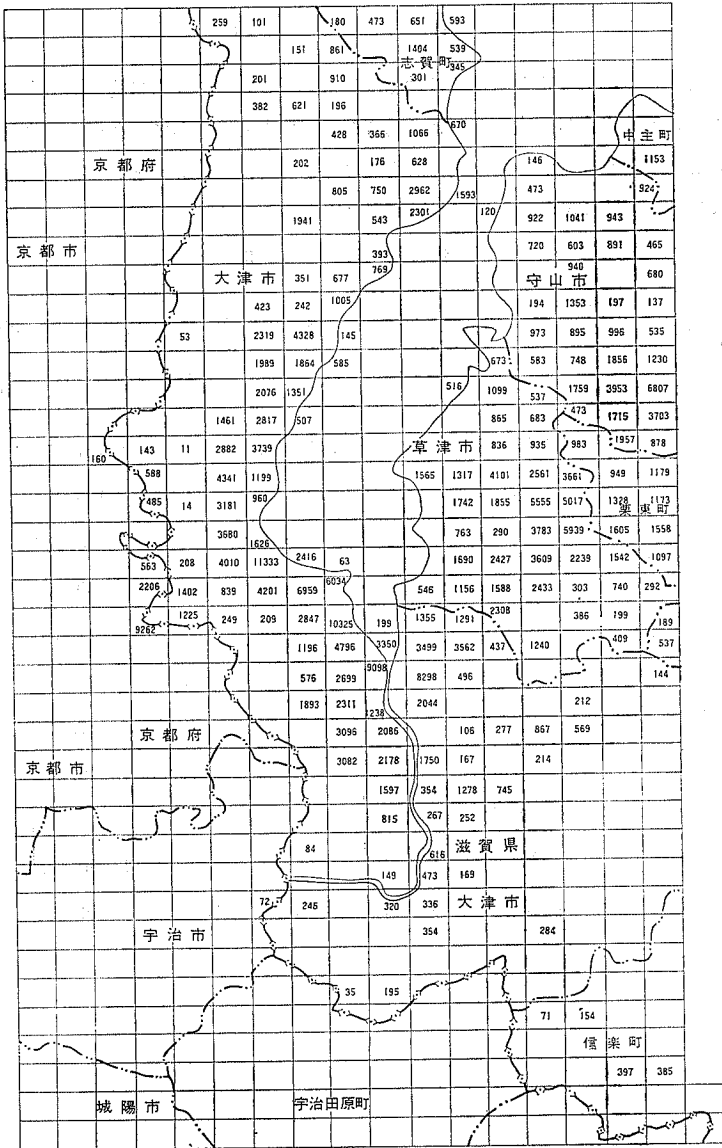 259 101 180 473 651 593
151 861 1404 539
志賀町 345
201 910 301
382 621 196
428 366 1066 670
中主町
京都府 202 176 628 146 1153
805 750 2962 1593 473 924
1941 543 2301 120 922 1041 943
京都市 393 720 603 891 465
大津市 351 677 769 守山市 940 680
423 242 1005 194 1353 197 137
53 2319 4328 145 973 895 996 535
1989 1864 585 673 583 748 1856 1230
2076 1351 516 1099 537 1759 3953 6807
1461 2817 507 865 683 473 1715 3703
160 143 11 2882 3739 草津市 836 935 983 1957 878
588 4341 1199 1565 1317 4101 2561 3661 949 1179
485 14 3181 960 1742 1855 5555 5017 1328 1173
栗東町
3680 1626 763 290 3783 5939 1605 1558
563 208 4010 11333 2416 63 1690 2427 3609 2239 1542 1097
2206 1402 839 4201 6959 6034 546 1156 1588 2433 303 740 292
9262 1225 249 209 2847 10325 199 1355 1291 2308 386 199 189
1196 4796 3350 3499 3562 437 1240 409 537
576 2699 9098 8298 496 144
1893 2311 1238 2044 212
京都府 3096 2086 106 277 867 569
京都市 3082 2178 1750 167 214
1597 354 1278 745
815 267 252
84 616 滋賀県
149 473 169
72 246 320 336 大津市
宇治市 354 284
35 195
71 154
信楽町
397 385
城陽市 宇治田原町